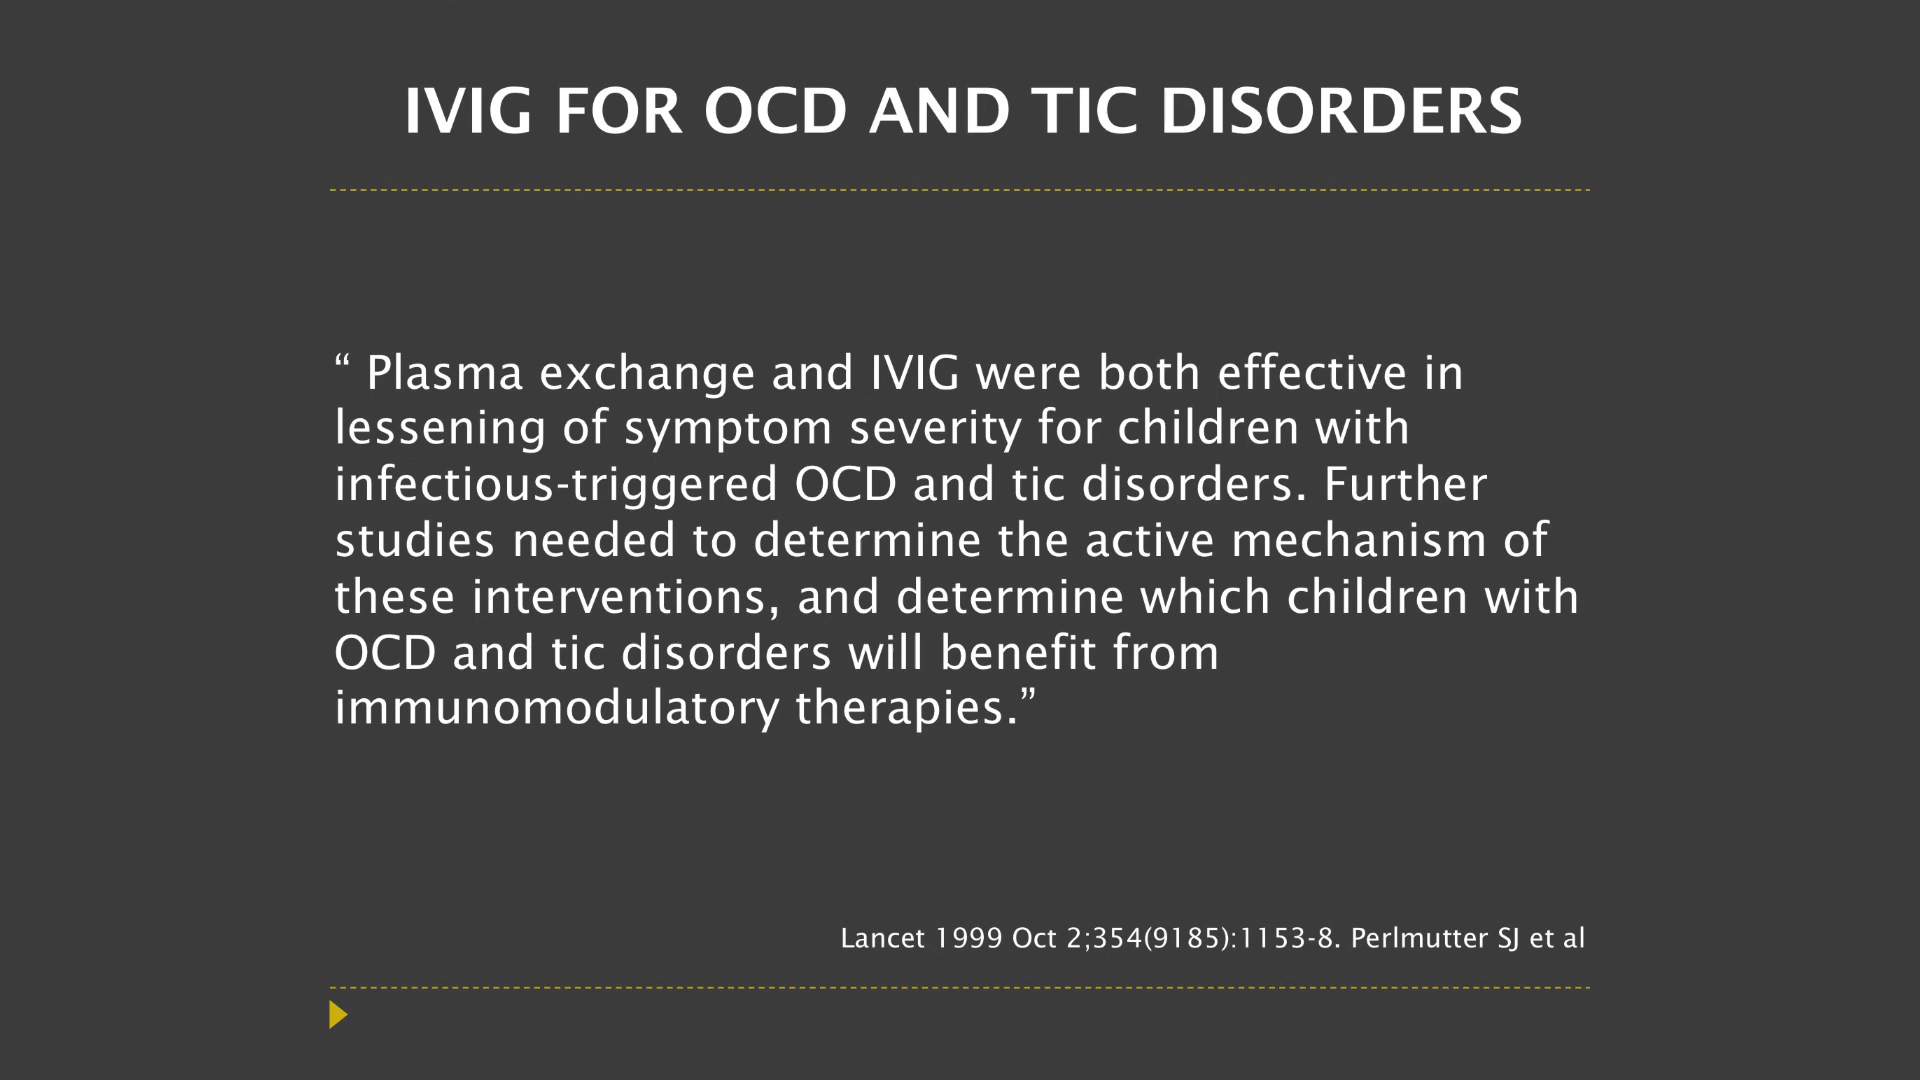 IVIG FOR OCD AND TIC DISORDERS
“ Plasma exchange and IVIG were both effective in
lessening of symptom severity for children with
infectious-triggered OCD and tic disorders. Further
studies needed to determine the active mechanism of
these interventions, and determine which children with
OCD and tic disorders will benefit from
immunomodulatory therapies.”
Lancet 1999 Oct 2;354(9185):1153-8. Perlmutter SJ et al